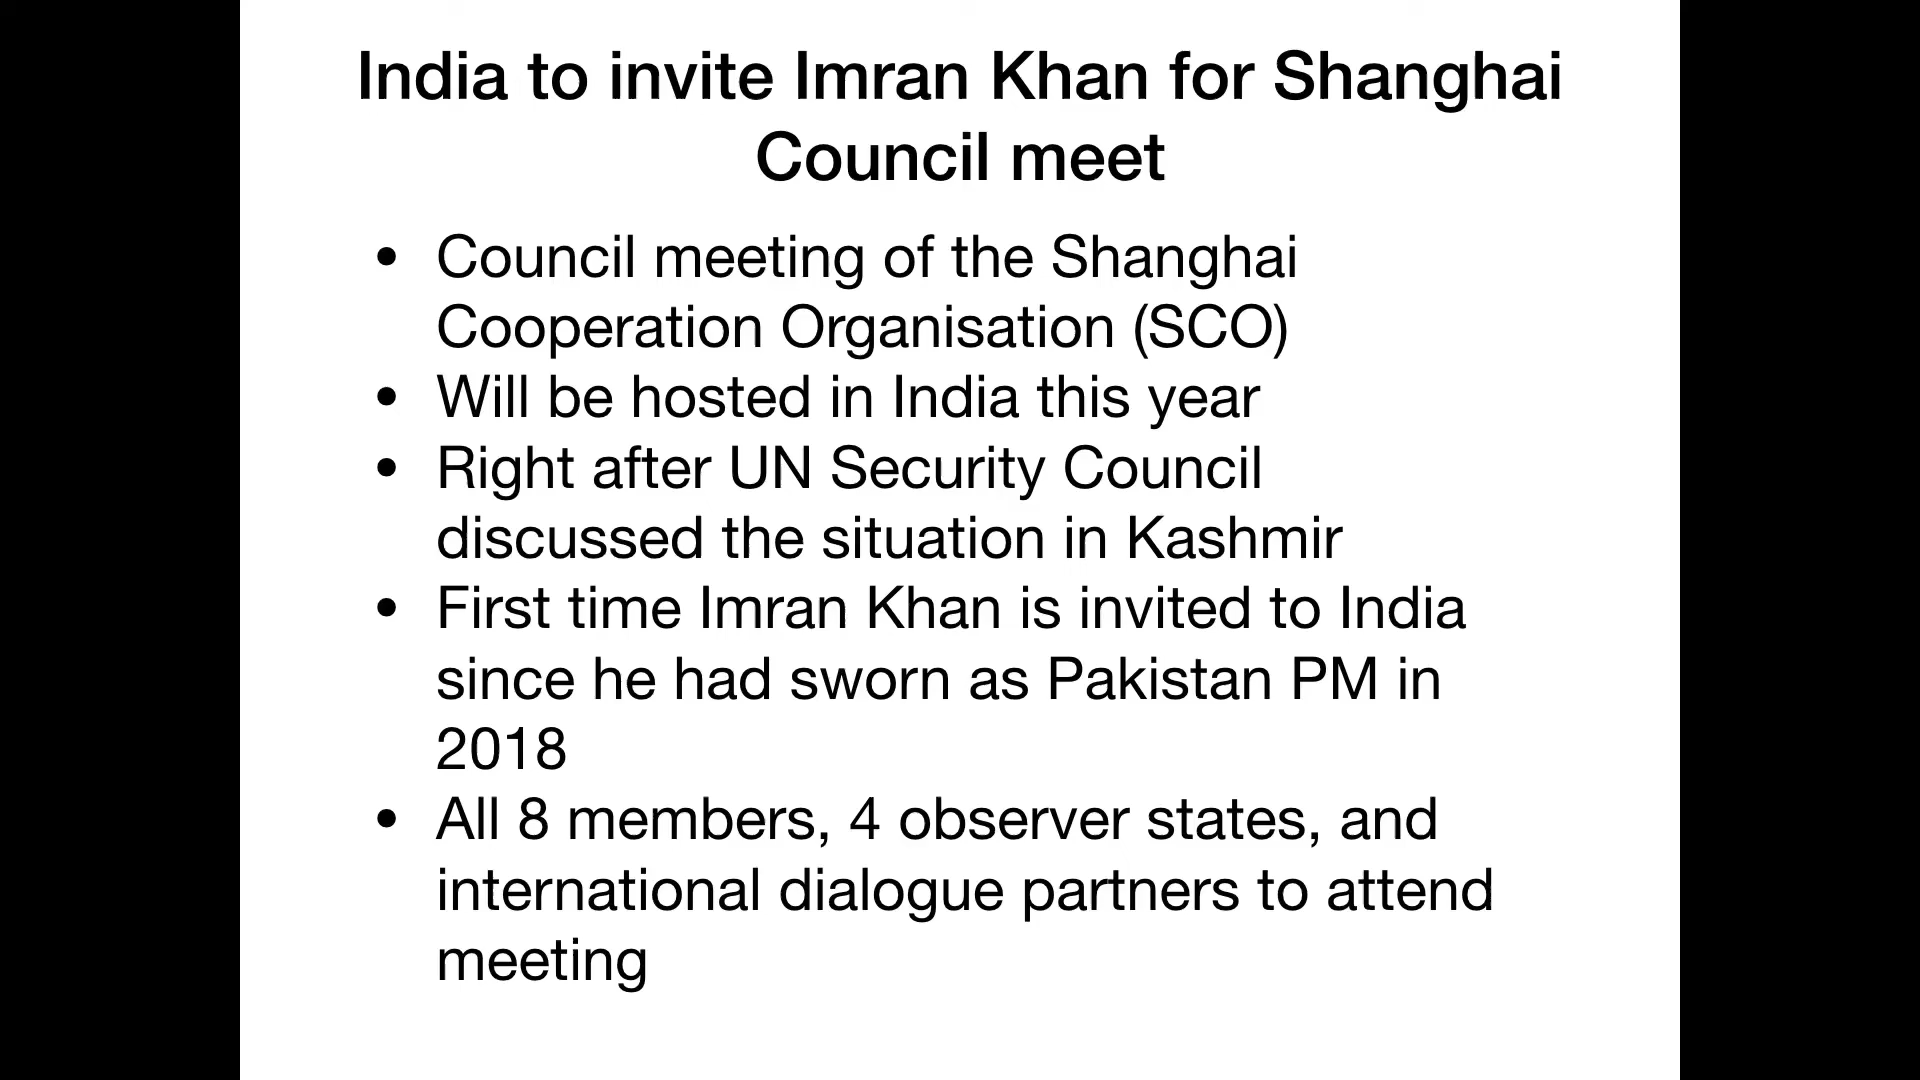 India to invite Imran Khan for Shanghai
Council meet
• Council meeting of the Shanghai
Cooperation Organisation (SCO)
• Will be hosted in India this year
• Right after UN Security Council
discussed the situation in Kashmir
• First time Imran Khan is invited to India
since he had sworn as Pakistan PM in
2018
• All 8 members, 4 observer states, and
international dialogue partners to attend
meeting